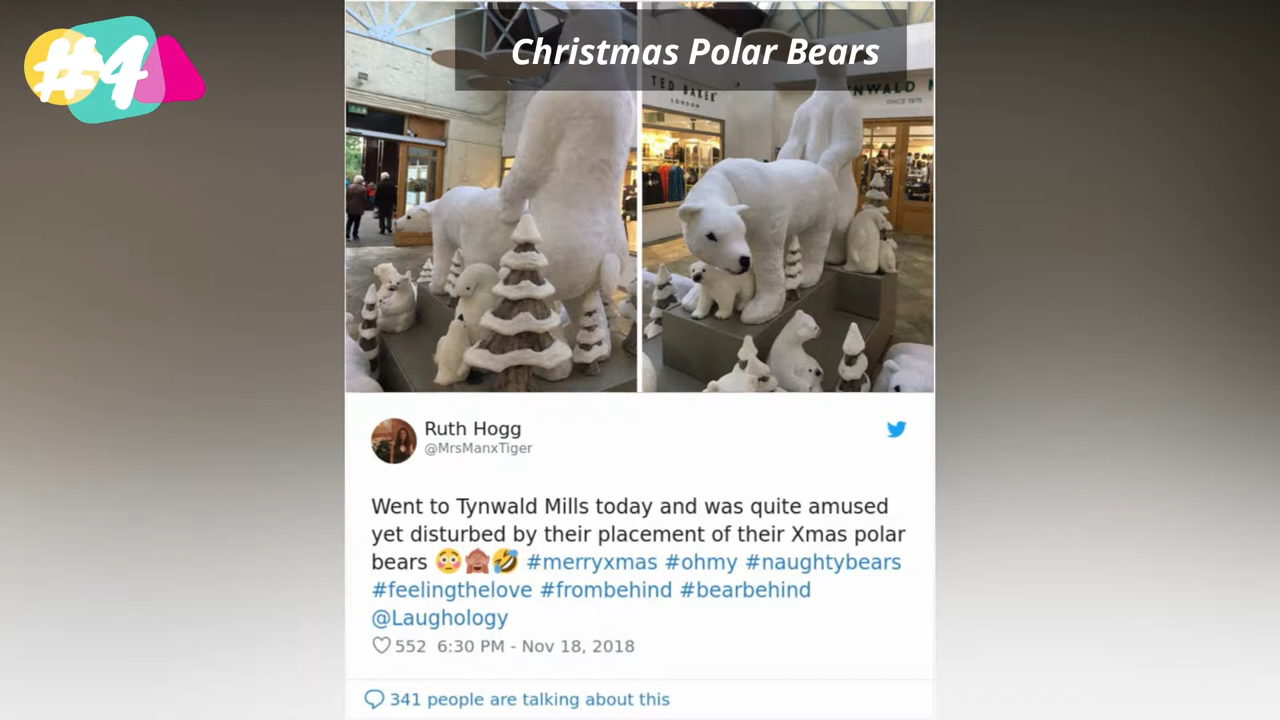 #4
Christmas Polar Bears
TED BAKER
LONDON
NWALD
SINCE 1975
Ruth Hogg
@MrsManxTiger
Went to Tynwald Mills today and was quite amused
yet disturbed by their placement of their Xmas polar
bears 😳🙈🤣 #merryxmas #ohmy #naughtybears
#feelingthelove #frombehind #bearbehind
@Laughology
552 6:30 PM - Nov 18, 2018
341 people are talking about this